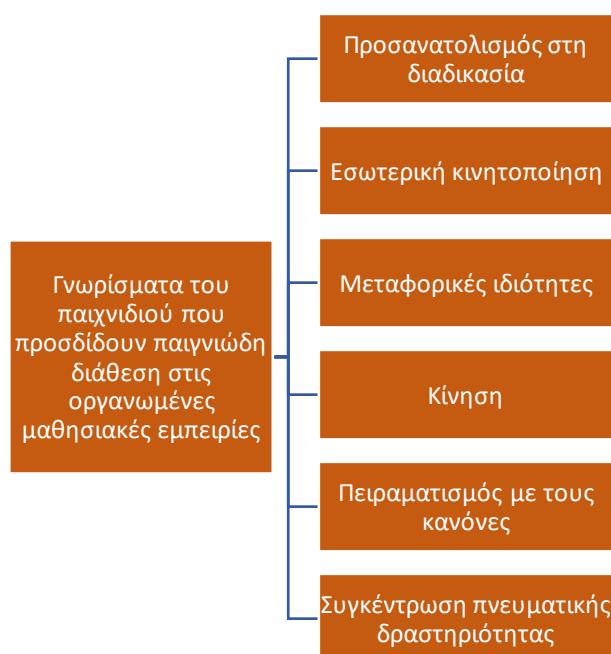 Προσανατολισμός στη
διαδικασία
Εσωτερική κινητοποίηση
Μεταφορικές ιδιότητες
Γνωρίσματα του
παιχνιδιού που
προσδίδουν παιγνιώδη
διάθεση στις
οργανωμένες
μαθησιακές εμπειρίες
Κίνηση
Πειραματισμός με τους
κανόνες
Συγκέντρωση πνευματικής
δραστηριότητας